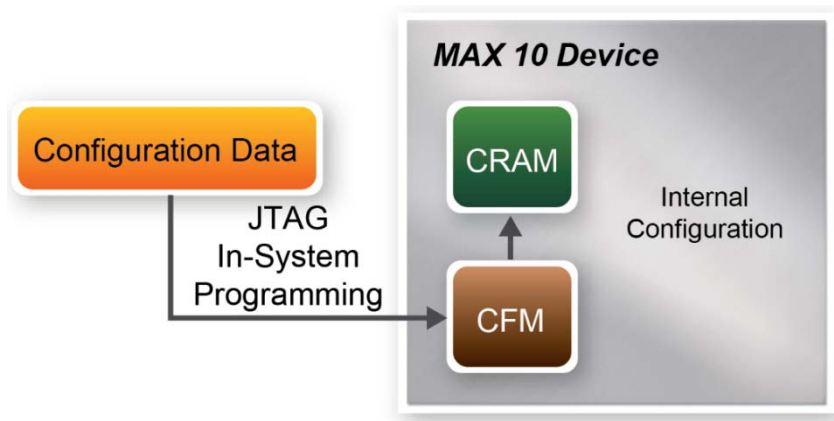 MAX 10 Device
Configuration Data
CRAM
JTAG
In-System
Programming
Internal
Configuration
CFM